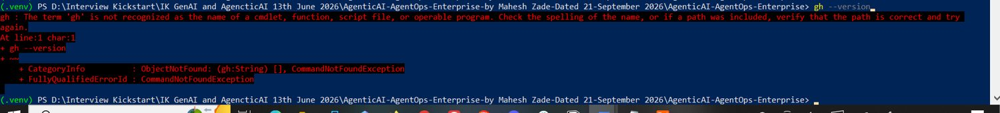 (.venv) PS D:\Interview Kickstart\IK GenAI and AgencticAI 13th June 2026\AgenticAI-AgentOps-Enterprise-by Mahesh Zade-Dated 21-September 2026\AgenticAI-AgentOps-Enterprise> gh --version
gh : The term 'gh' is not recognized as the name of a cmdlet, function, script file, or operable program. Check the spelling of the name, or if a path was included, verify that the path is correct and try
again.
At line:1 char:1
+ gh --version
+ ~~
    + CategoryInfo          : ObjectNotFound: (gh:String) [], CommandNotFoundException
    + FullyQualifiedErrorId : CommandNotFoundException
(.venv) PS D:\Interview Kickstart\IK GenAI and AgencticAI 13th June 2026\AgenticAI-AgentOps-Enterprise-by Mahesh Zade-Dated 21-September 2026\AgenticAI-AgentOps-Enterprise>